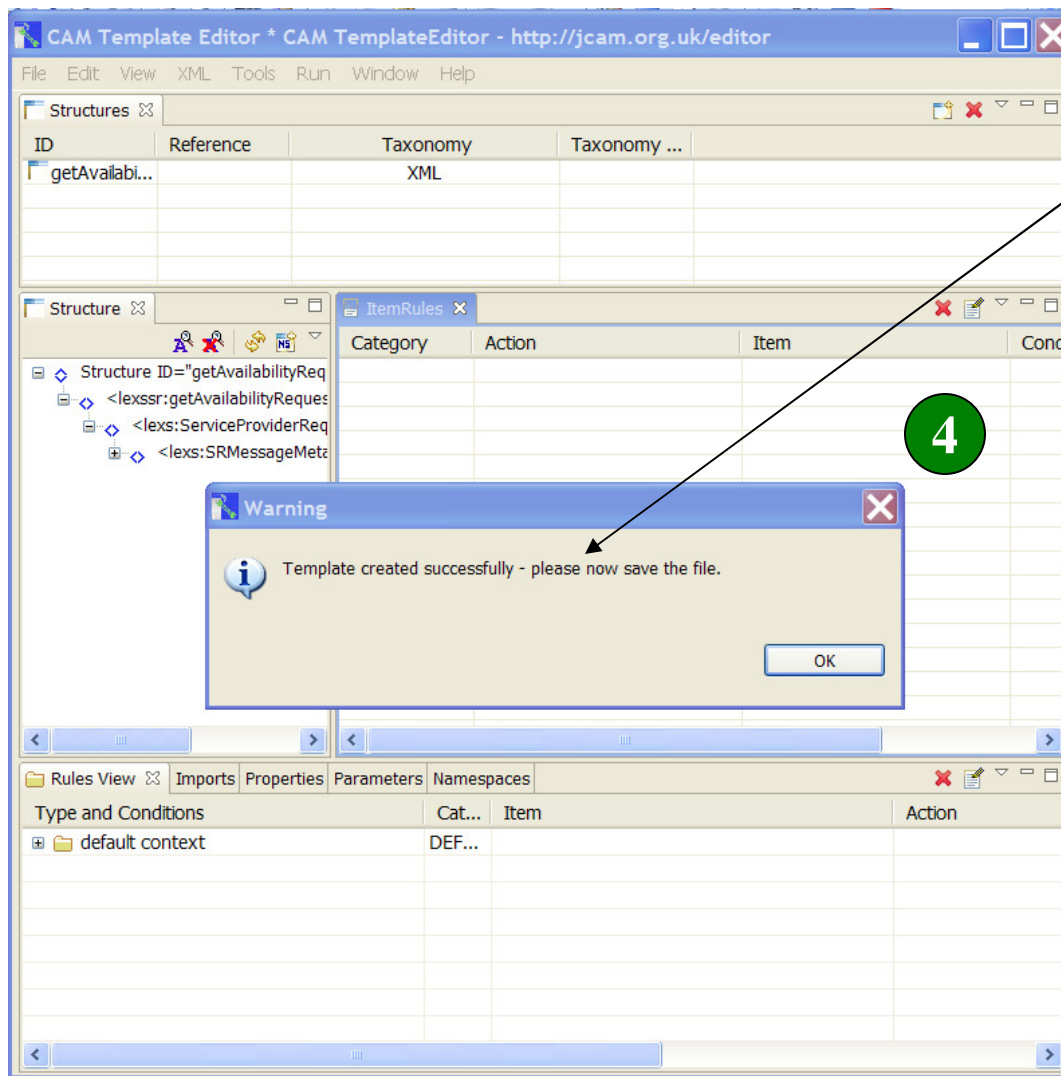 CAM Template Editor * CAM TemplateEditor - http://jcam.org.uk/editor
File Edit View XML Tools Run Window Help
Structures
ID Reference Taxonomy Taxonomy ...
getAvailabi... XML
Structure
ItemRules
Category Action Item Conc
Structure ID="getAvailabilityReq
<lexssr:getAvailabilityReques
<lexs:ServiceProviderReq
<lexs:SRMessageMeta
4
Warning
Template created successfully - please now save the file.
OK
Rules View Imports Properties Parameters Namespaces
Type and Conditions Cat... Item Action
default context DEF...